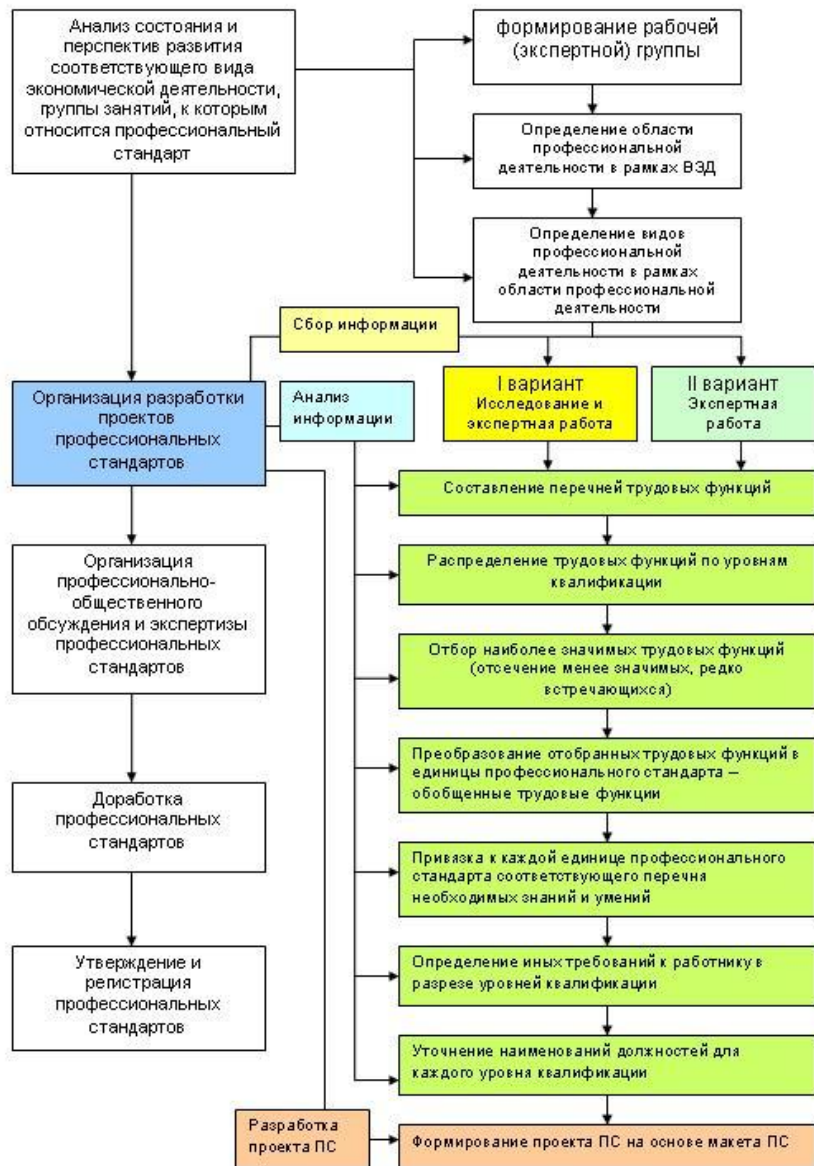 Анализ состояния и
перспектив развития
соответствующего вида
экономической деятельности,
группы занятий, к которым
относится профессиональный
стандарт
формирование рабочей
(экспертной) группы
Определение области
профессиональной
деятельности в рамках ВЭД
Определение видов
профессиональной
деятельности в рамках
области профессиональной
деятельности
Сбор информации
Организация разработки
проектов
профессиональных
стандартов
Анализ
информации
I вариант
Исследование и
экспертная работа
II вариант
Экспертная
работа
Составление перечней трудовых функций
Организация
профессионально-
общественного
обсуждения и экспертизы
профессиональных
стандартов
Распределение трудовых функций по уровням
квалификации
Отбор наиболее значимых трудовых функций
(отсечение менее значимых, редко
встречающихся)
Преобразование отобранных трудовых функций в
единицы профессионального стандарта –
обобщенные трудовые функции
Доработка
профессиональных
стандартов
Привязка к каждой единице профессионального
стандарта соответствующего перечна
необходимых знаний и умений
Утверждение и
регистрация
профессиональных
стандартов
Определение иных требований к работнику в
разрезе уровней квалификации
Уточнение наименований должностей для
каждого уровня квалификации
Разработка
проекта ПС
Формирование проекта ПС на основе макета ПС